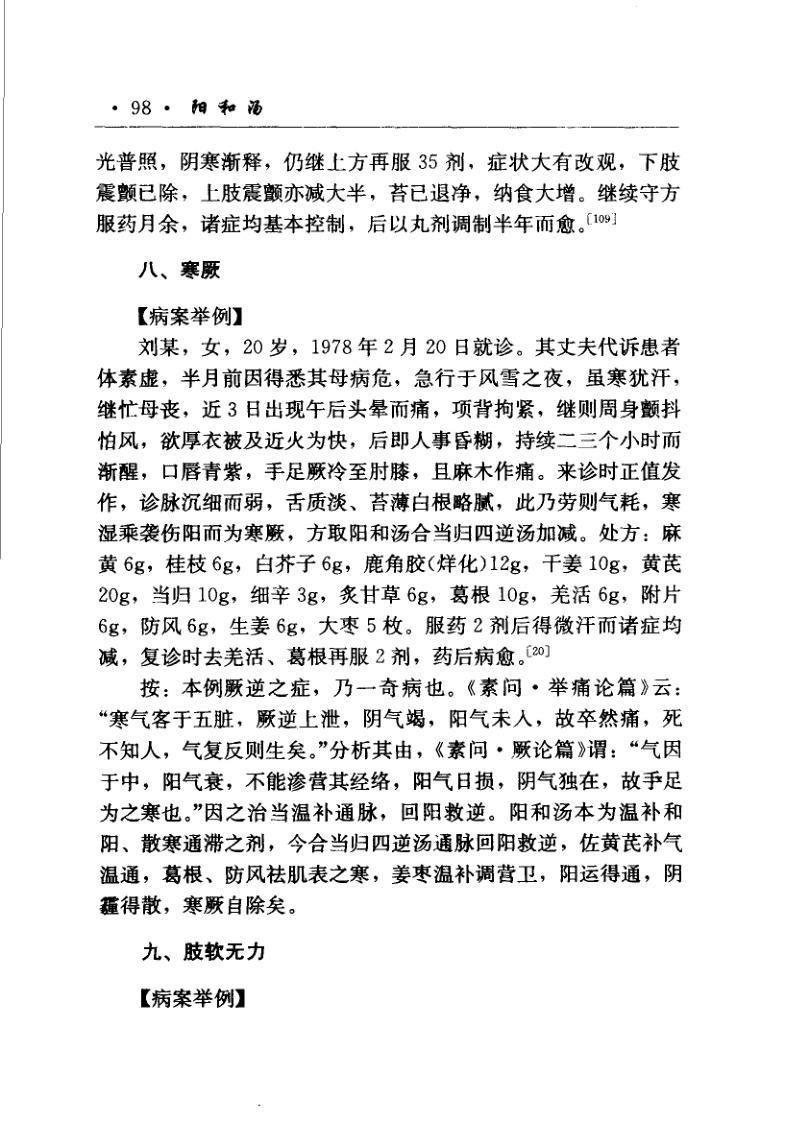 · 98 · 阳和汤
光普照，阴寒渐释，仍继上方再服 35 剂，症状大有改观，下肢
震颤已除，上肢震颤亦减大半，苔已退净，纳食大增。继续守方
服药月余，诸症均基本控制，后以丸剂调制半年而愈。〔109〕
八、寒厥
【病案举例】
刘某，女，20 岁，1978 年 2 月 20 日就诊。其丈夫代诉患者
体素虚，半月前因得悉其母病危，急行于风雪之夜，虽寒犹汗，
继忙母丧，近 3 日出现午后头晕而痛，项背拘紧，继则周身颤抖
怕风，欲厚衣被及近火为快，后即人事昏糊，持续二三个小时而
渐醒，口唇青紫，手足厥冷至肘膝，且麻木作痛。来诊时正值发
作，诊脉沉细而弱，舌质淡、苔薄白根略腻，此乃劳则气耗，寒
湿乘袭伤阳而为寒厥，方取阳和汤合当归四逆汤加减。处方：麻
黄 6g，桂枝 6g，白芥子 6g，鹿角胶(烊化)12g，干姜 10g，黄芪
20g，当归 10g，细辛 3g，炙甘草 6g，葛根 10g，羌活 6g，附片
6g，防风 6g，生姜 6g，大枣 5 枚。服药 2 剂后得微汗而诸症均
减，复诊时去羌活、葛根再服 2 剂，药后病愈。〔20〕
按：本例厥逆之症，乃一奇病也。《素问·举痛论篇》云：
“寒气客于五脏，厥逆上泄，阴气竭，阳气未入，故卒然痛，死
不知人，气复反则生矣。”分析其由，《素问·厥论篇》谓：“气因
于中，阳气衰，不能渗营其经络，阳气日损，阴气独在，故手足
为之寒也。”因之治当温补通脉，回阳救逆。阳和汤本为温补和
阳、散寒通滞之剂，今合当归四逆汤通脉回阳救逆，佐黄芪补气
温通，葛根、防风祛肌表之寒，姜枣温补调营卫，阳运得通，阴
霾得散，寒厥自除矣。
九、肢软无力
【病案举例】